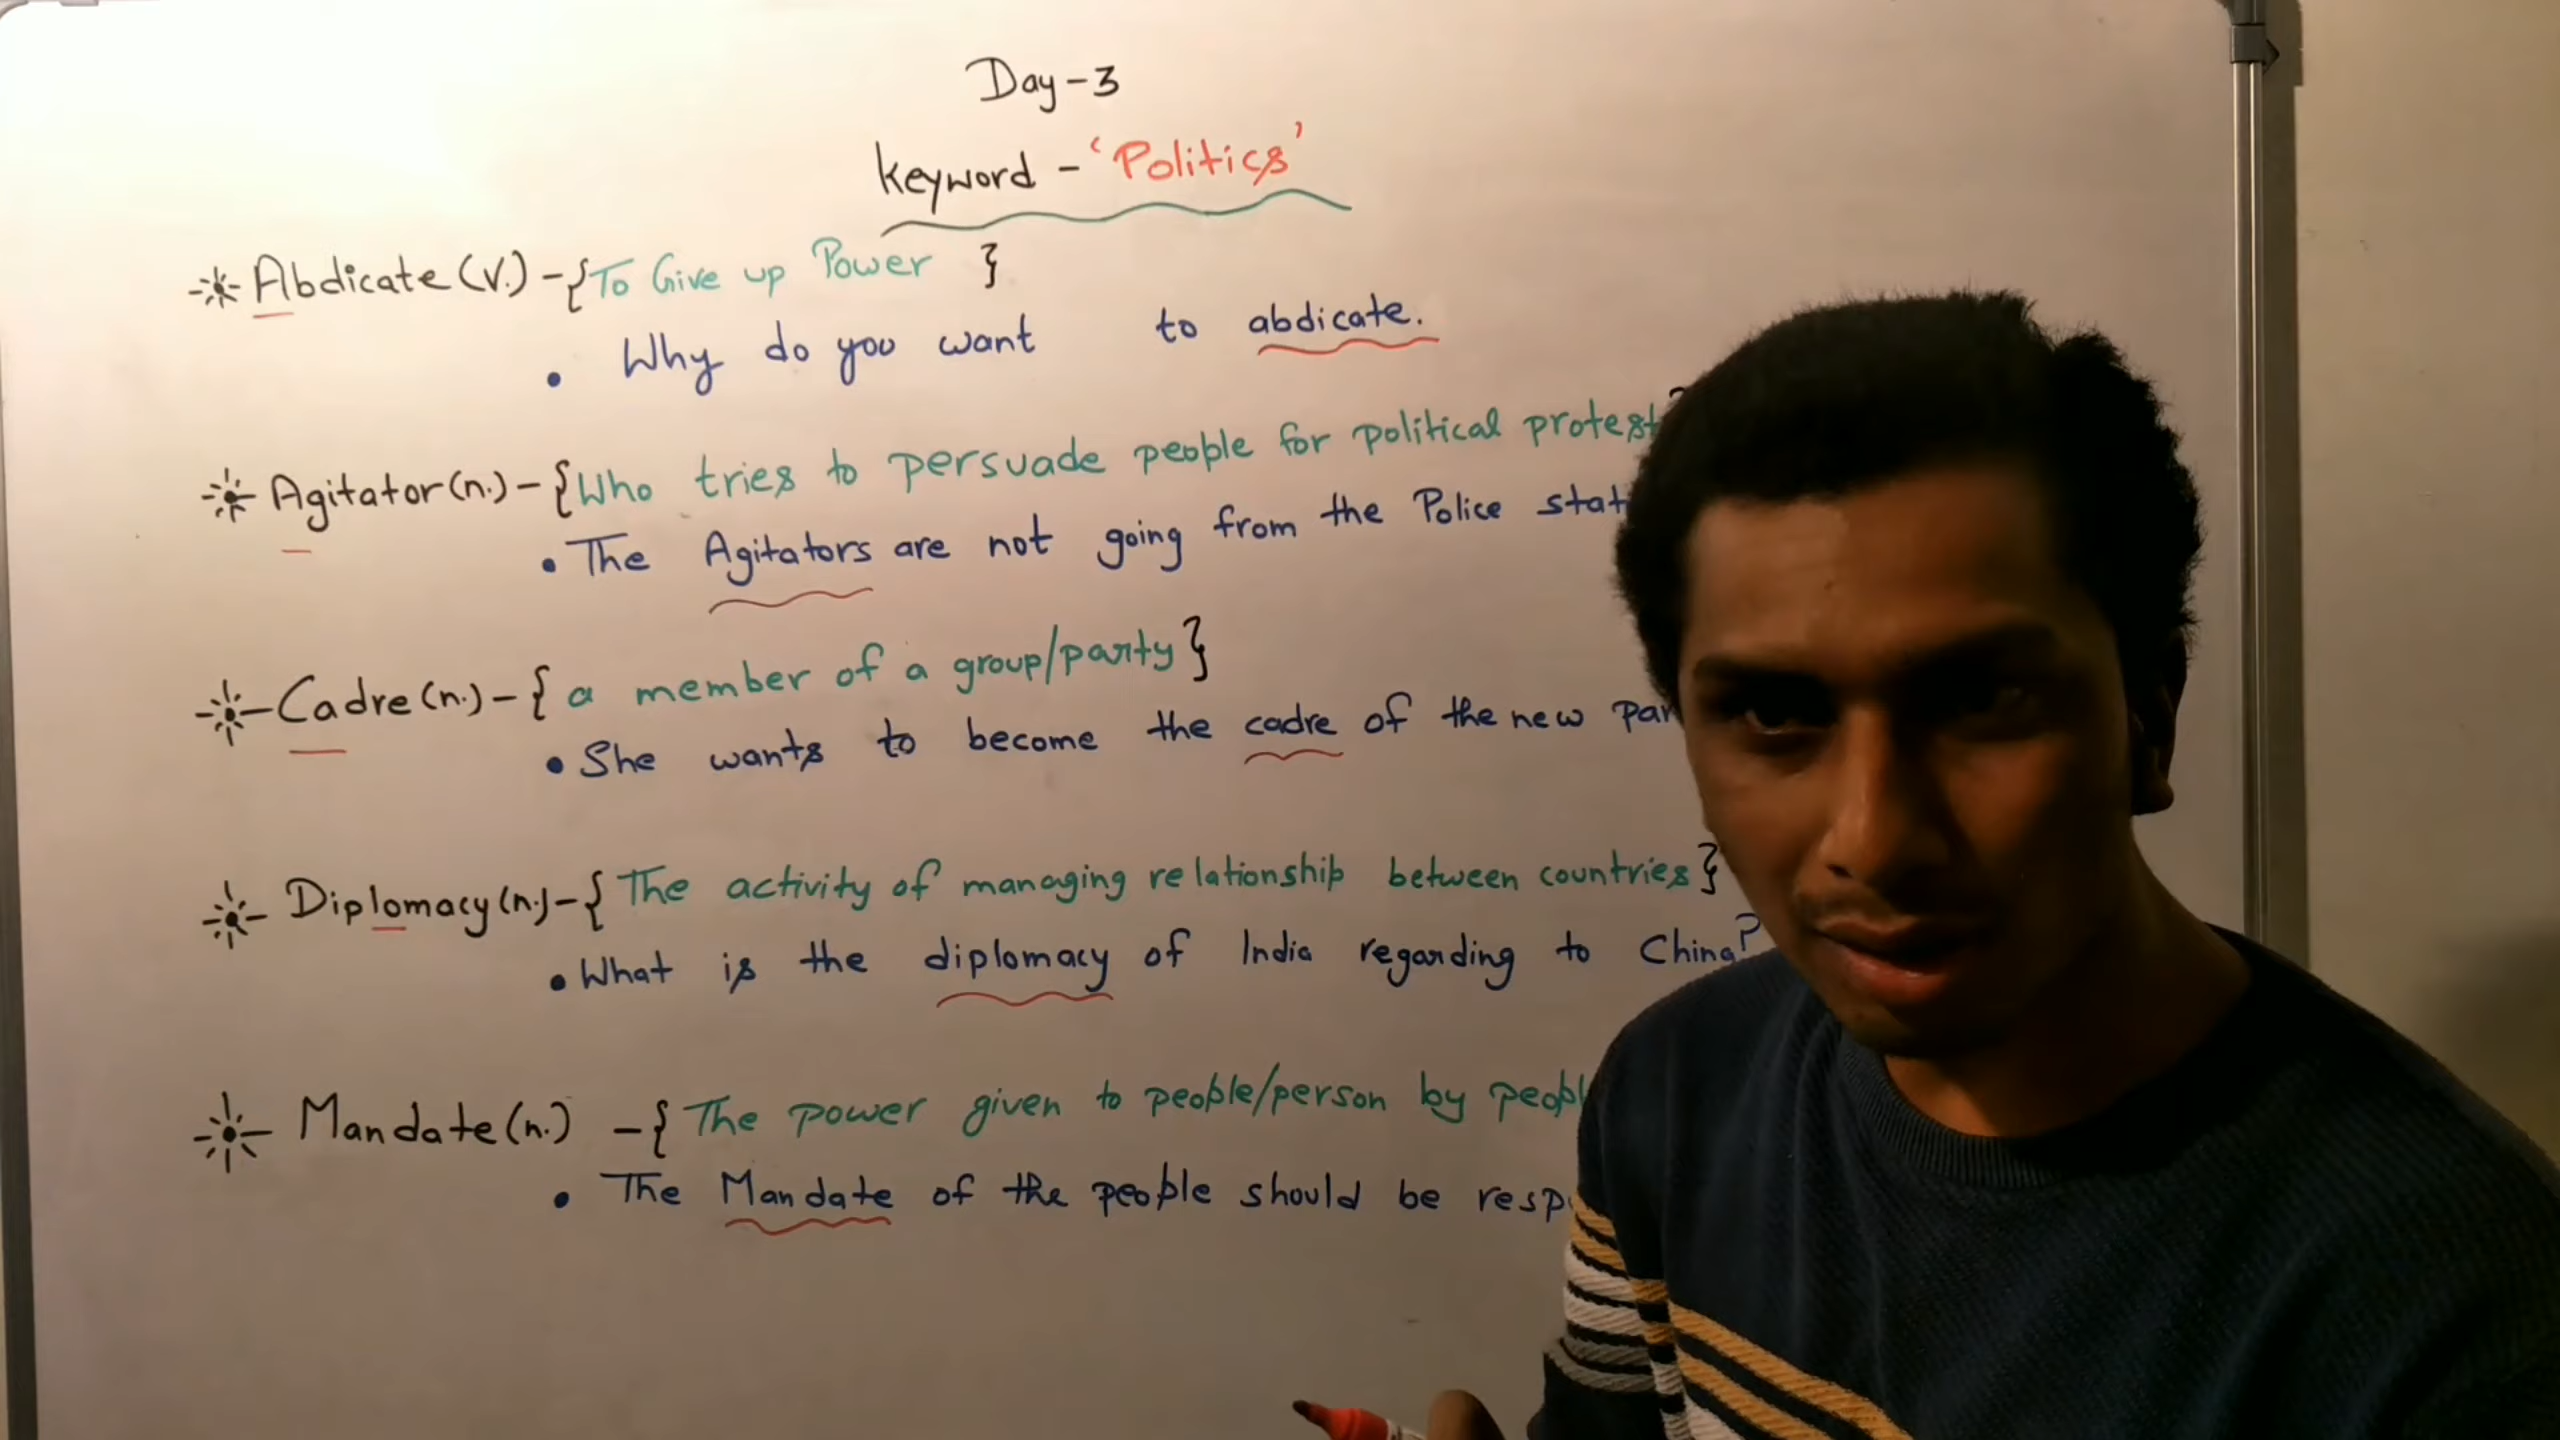 Day-3
Keyword - 'Politics'
Abdicate (v.) - {To Give up Power }
• Why do you want to abdicate.
Agitator (n.) - {Who tries to persuade people for political protest
• The Agitators are not going from the Police
Cadre (n.) - { a member of a group/party}
• She wants to become the cadre of the new
Diplomacy (n.) - { The activity of managing relationship between countries}
• What is the diplomacy of India regarding to China?
Mandate (n.) - { The power given to people/person by
• The Mandate of the people should be